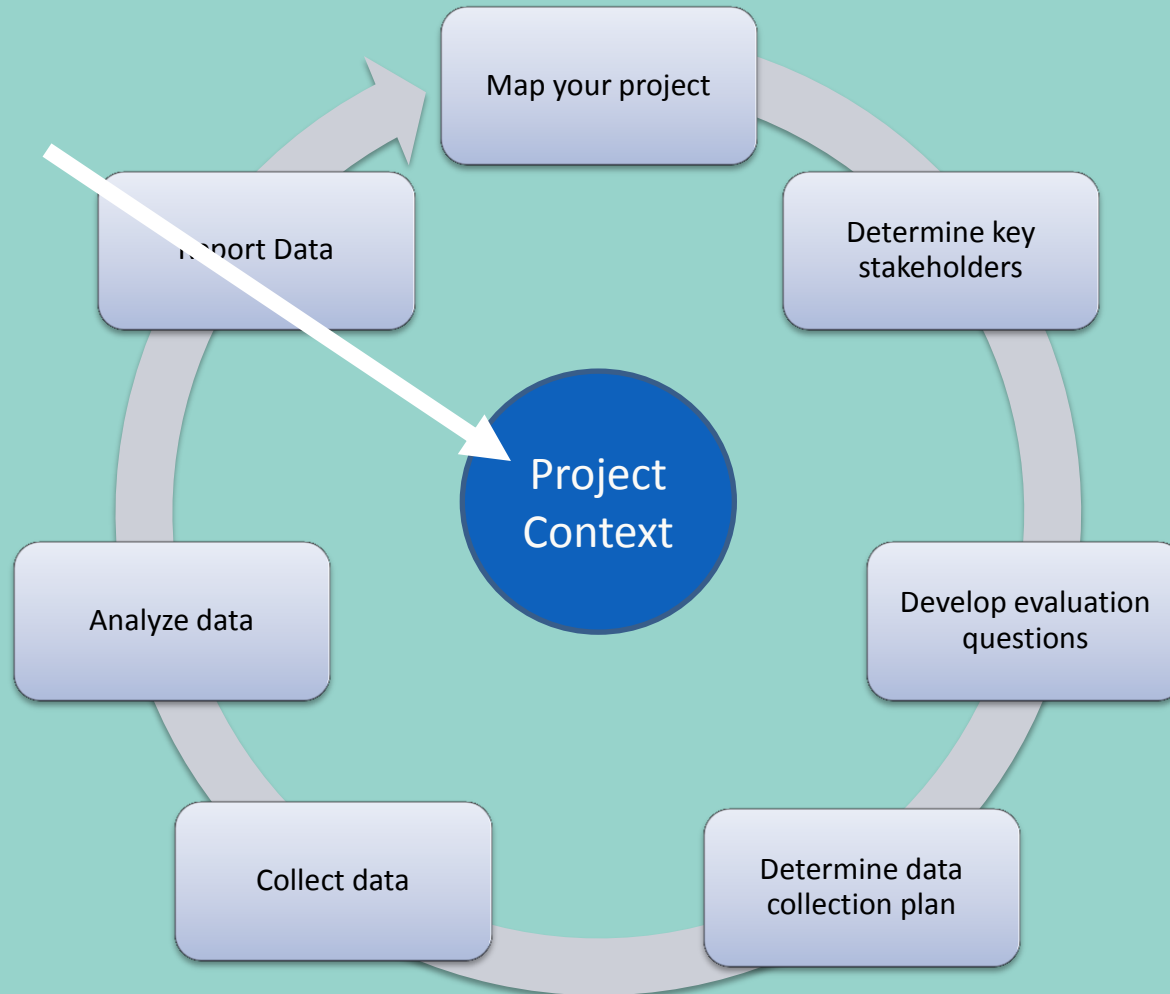 Map your project
Determine key
stakeholders
Develop evaluation
questions
Determine data
collection plan
Collect data
Analyze data
Report Data
Project
Context